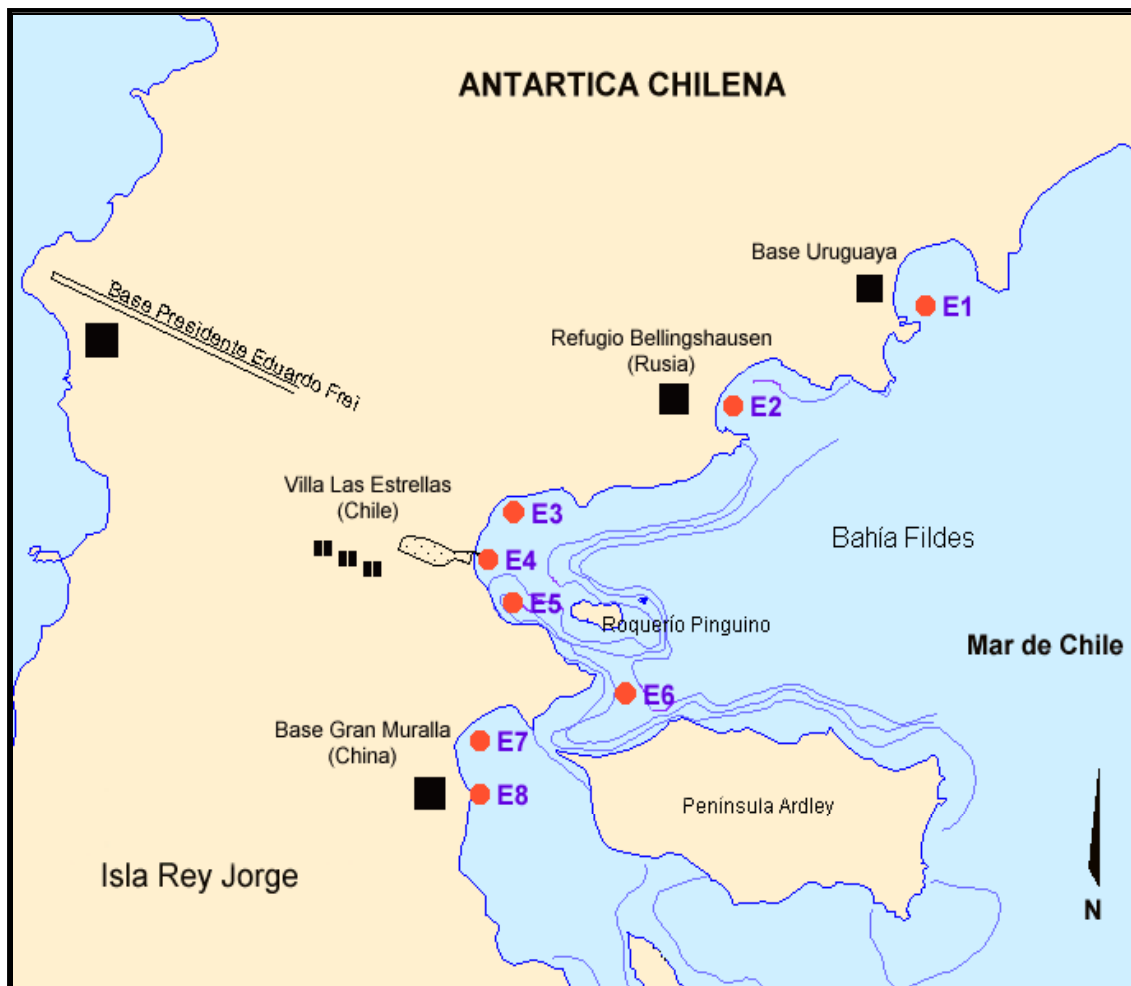 ANTARTICA CHILENA
Base Uruguaya
E1
Base Presidente Eduardo Frei
Refugio Bellingshausen
(Rusia)
E2
Villa Las Estrellas
(Chile)
E3
E4
E5
Bahía Fildes
Roquerío Pinguino
Mar de Chile
E6
Base Gran Muralla
(China)
E7
E8
Península Ardley
Isla Rey Jorge
N